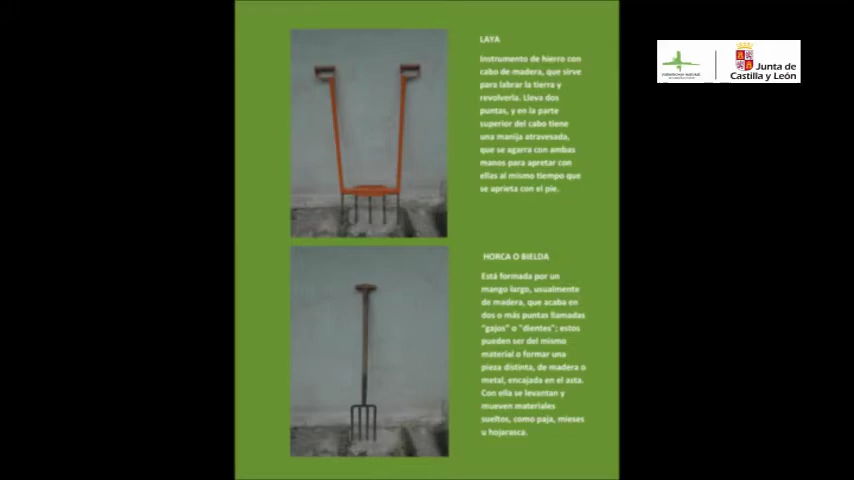 LAYA
Instrumento de hierro con
cabo de madera, que sirve
para labrar la tierra y
revolverla. Lleva dos
puntas, y en la parte
superior del cabo tiene
una manija atravesada,
que se agarra con ambas
manos para apretar con
ellas al mismo tiempo que
se aprieta con el pie.
HORCA O BIELDA
Está formada por un
mango largo, usualmente
de madera, que acaba en
dos o más puntas llamadas
"gajos" o "dientes"; estos
pueden ser del mismo
material o formar una
pieza distinta, de madera o
metal, encajada en el asta.
Con ella se levantan y
mueven materiales
sueltos, como paja, mieses
u hojarasca.
Junta de
Castilla y León